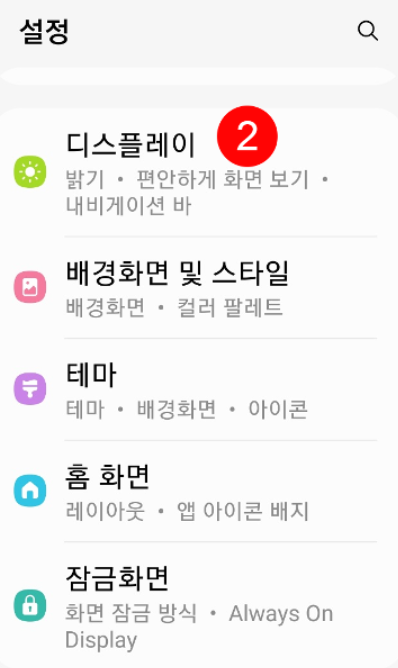 설정
디스플레이
2
밝기 • 편안하게 화면 보기 •
내비게이션 바
배경화면 및 스타일
배경화면 • 컬러 팔레트
테마
테마 • 배경화면 • 아이콘
홈 화면
레이아웃 • 앱 아이콘 배지
잠금화면
화면 잠금 방식 • Always On
Display